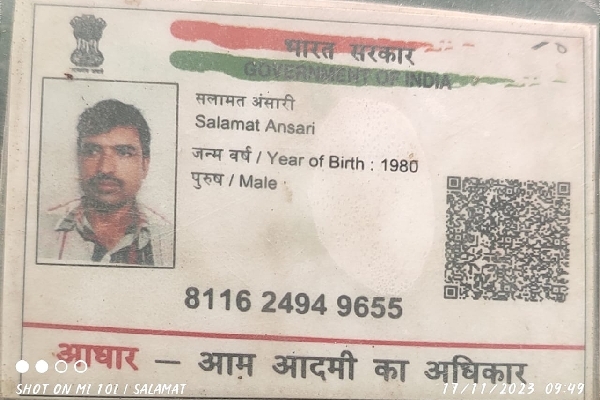 भारत सरकार
GOVERNMENT OF INDIA
सलामत अंसारी
Salamat Ansari
जन्म वर्ष / Year of Birth : 1980
पुरुष / Male
8116 2494 9655
आधार — आम आदमी का अधिकार
SHOT ON MI 10I | SALAMAT
17/11/2023 09:49